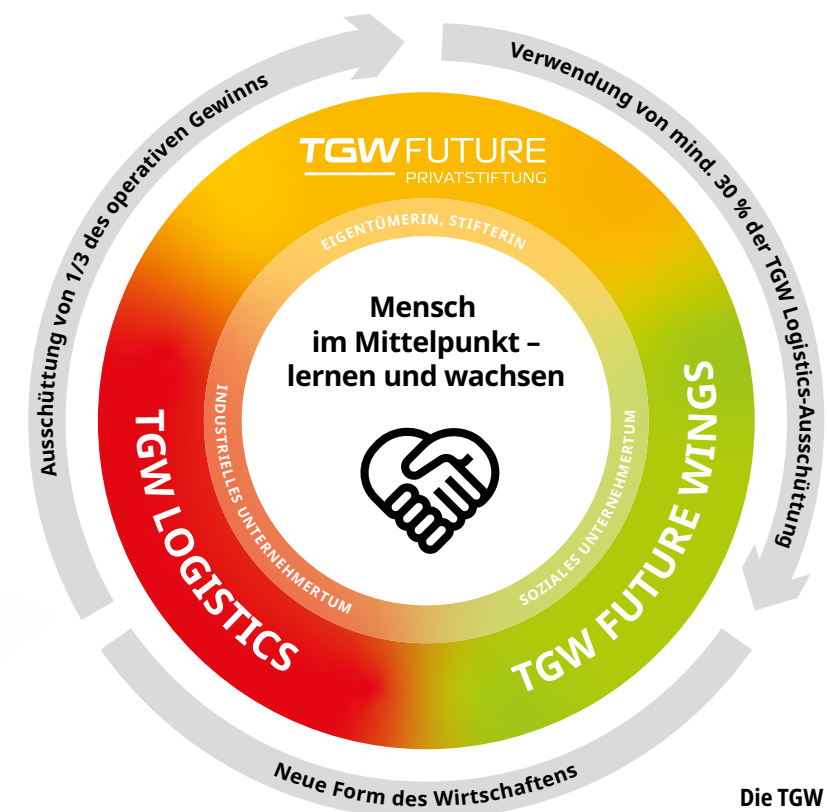 Ausschüttung von 1/3 des operativen Gewinns
Verwendung von mind. 30 % der TGW Logistics-Ausschüttung
TGW FUTURE
PRIVATSTIFTUNG
EIGENTÜMERIN, STIFTERIN
Mensch
im Mittelpunkt –
lernen und wachsen
INDUSTRIELLES UNTERNEHMERTUM
SOZIALES UNTERNEHMERTUM
TGW LOGISTICS
TGW FUTURE WINGS
Neue Form des Wirtschaftens
Die TGW